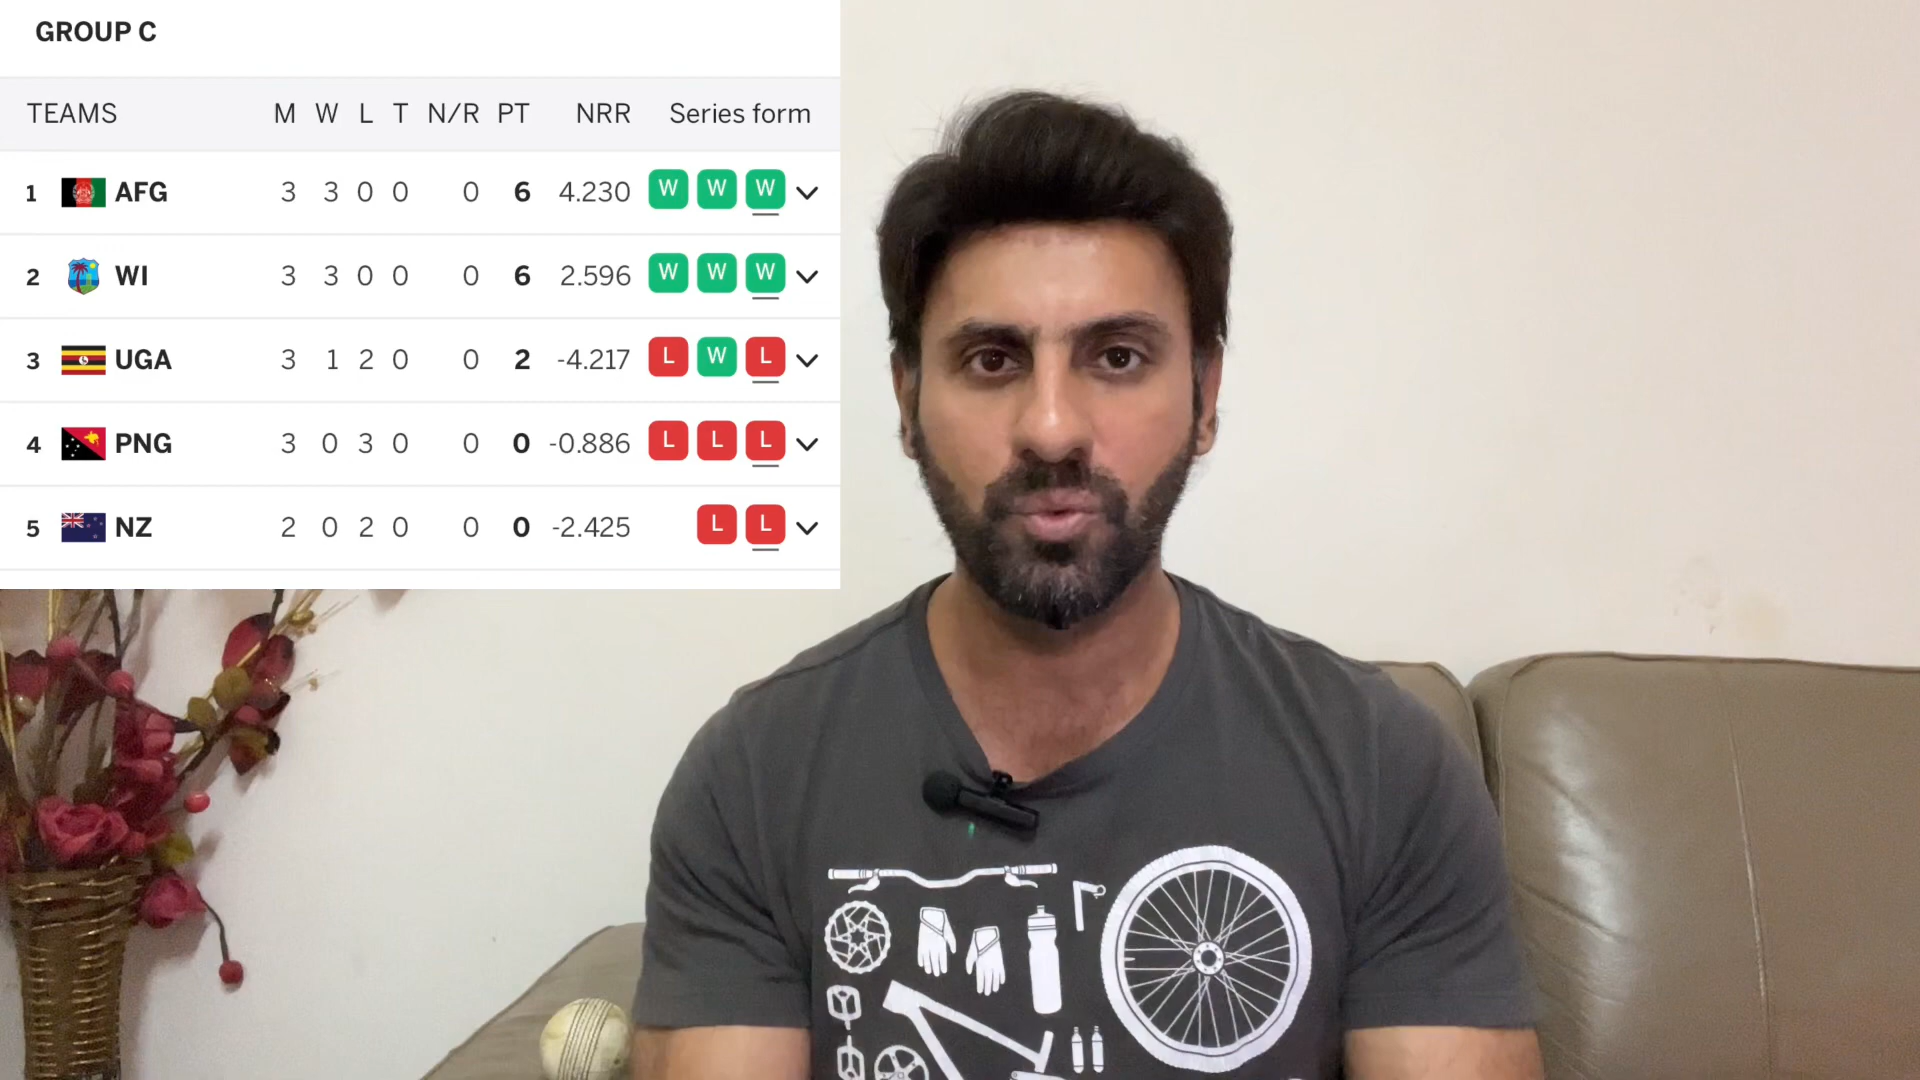 GROUP C
TEAMS M W L T N/R PT NRR Series form
1 AFG 3 3 0 0 0 6 4.230 W W W
2 WI 3 3 0 0 0 6 2.596 W W W
3 UGA 3 1 2 0 0 2 -4.217 L W L
4 PNG 3 0 3 0 0 0 -0.886 L L L
5 NZ 2 0 2 0 0 0 -2.425 L L